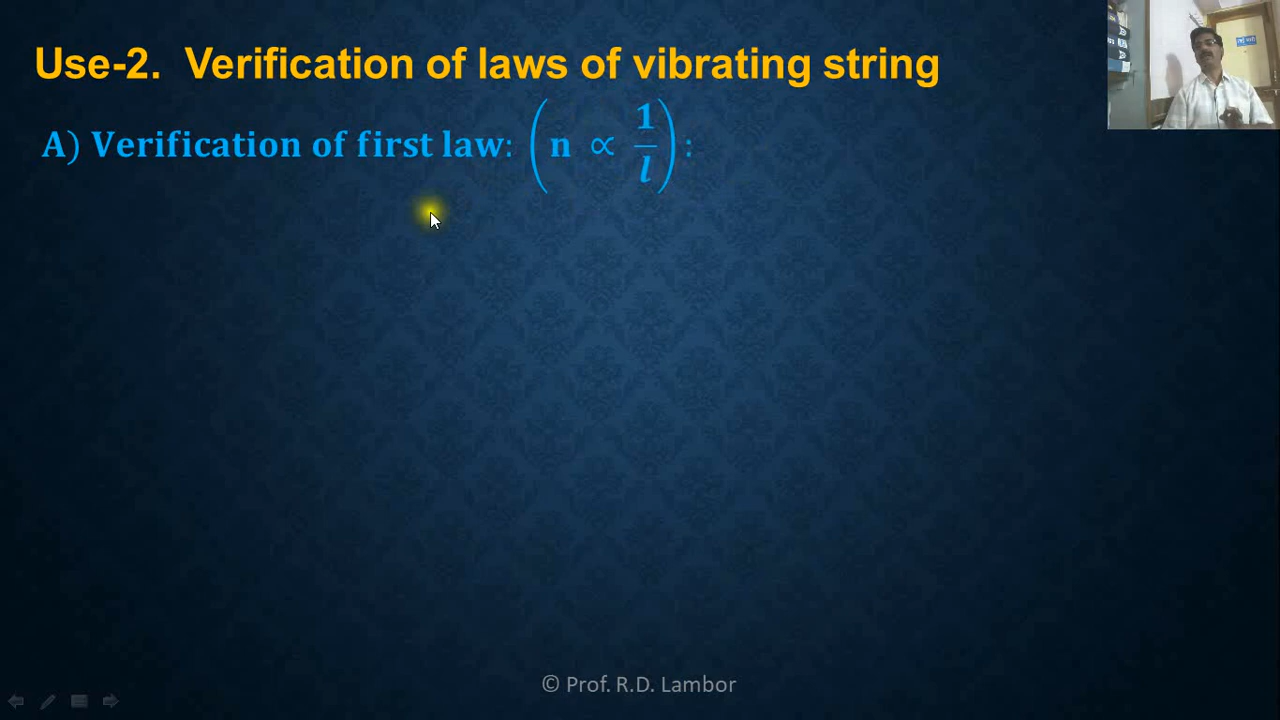 Use-2. Verification of laws of vibrating string
A) Verification of first law: (n ∝ 1/l) :
© Prof. R.D. Lambor